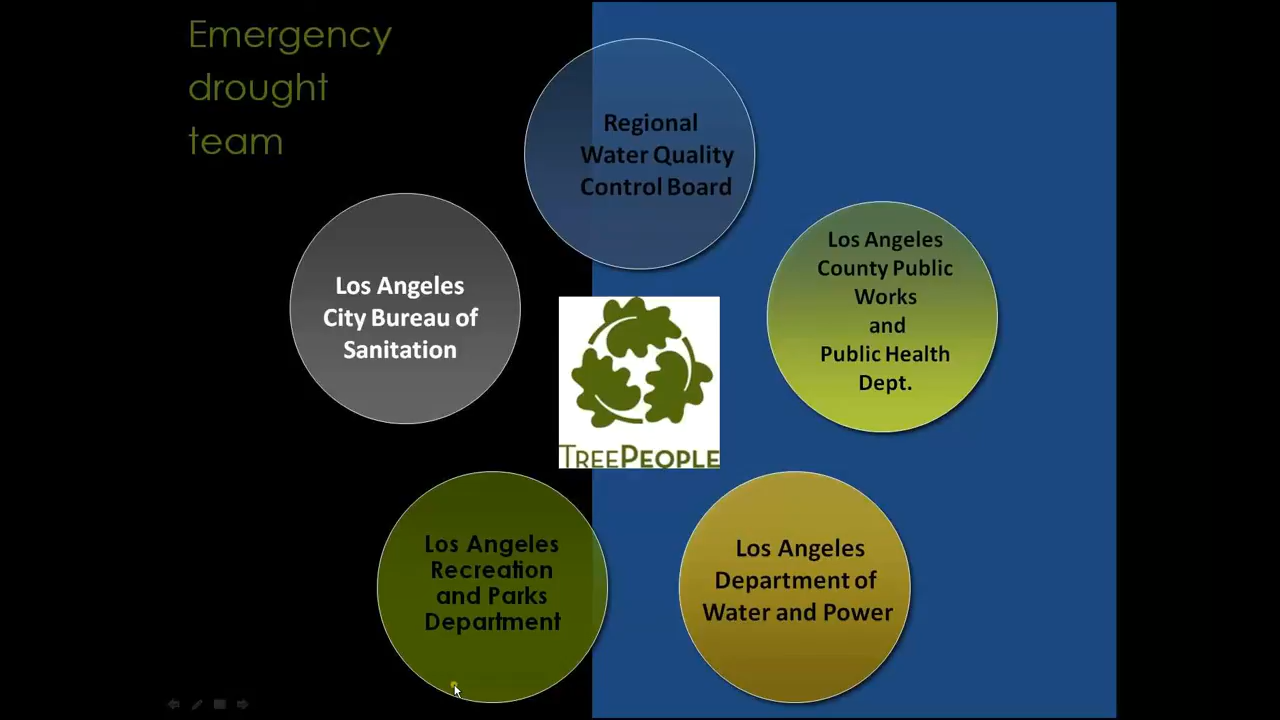 Emergency
drought
team
Regional
Water Quality
Control Board
Los Angeles
County Public
Works
and
Public Health
Dept.
Los Angeles
City Bureau of
Sanitation
TREEPEOPLE
Los Angeles
Recreation
and Parks
Department
Los Angeles
Department of
Water and Power